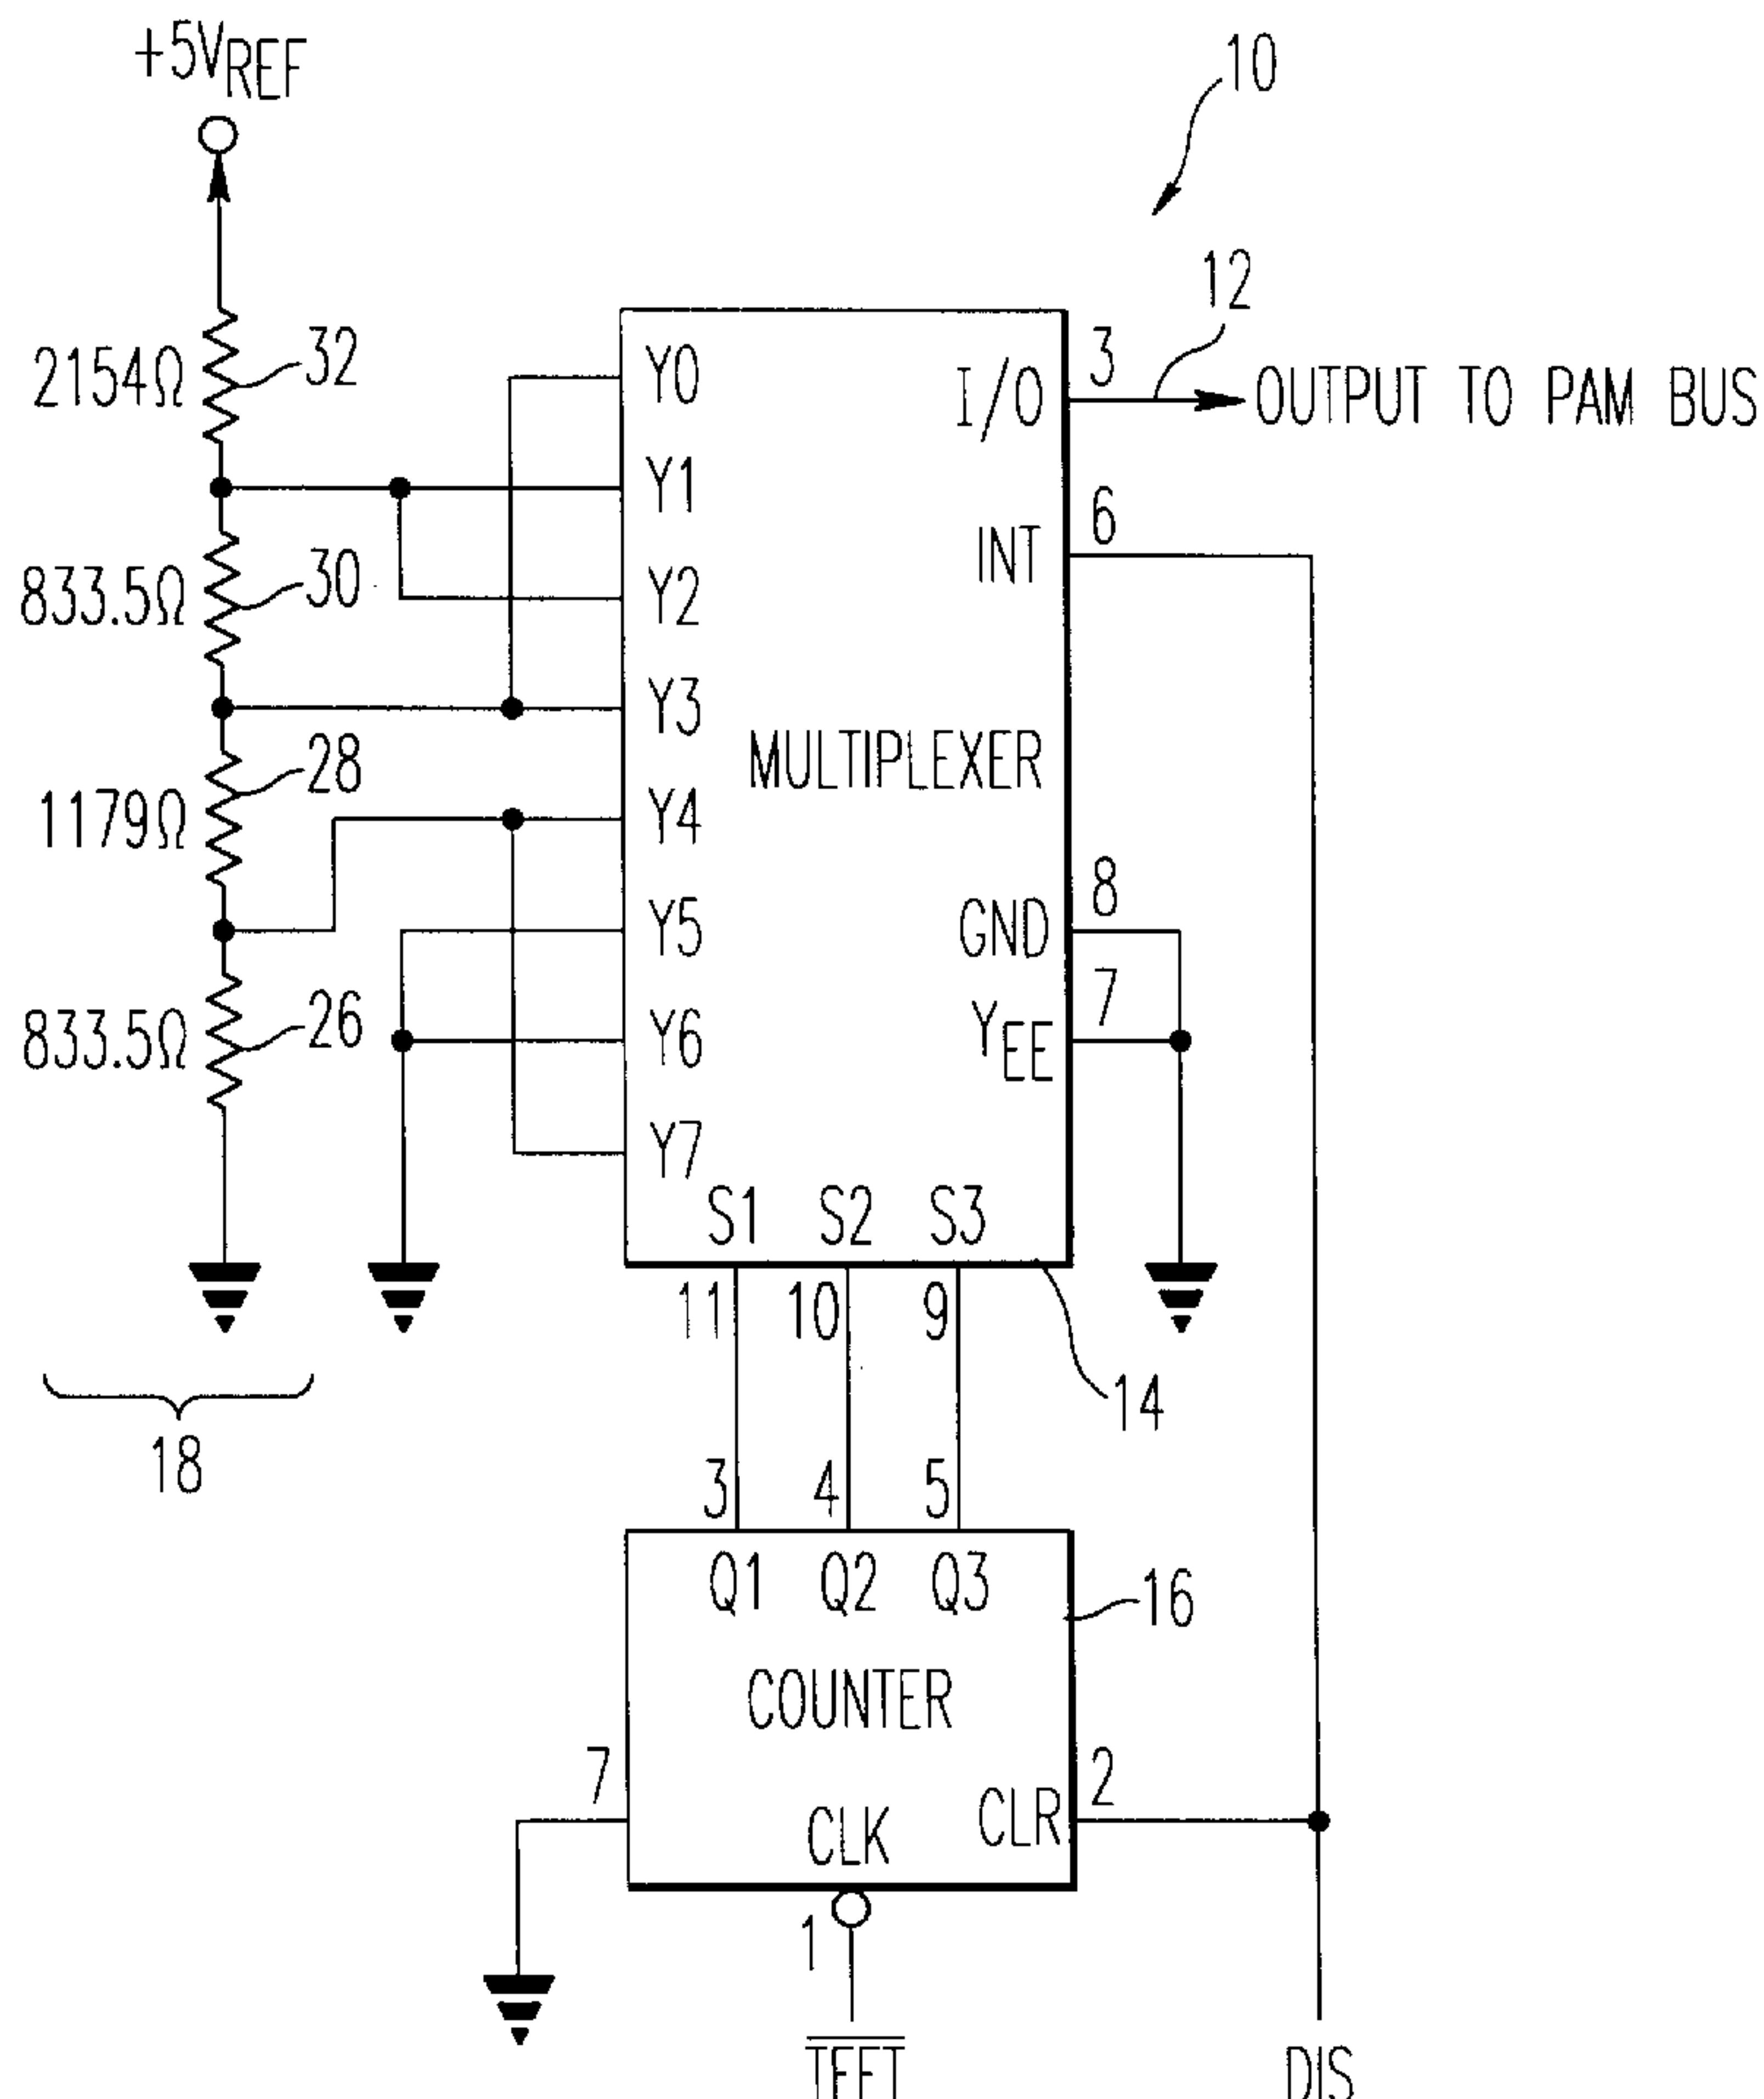 +5VREF
10
12
2154Ω
32
Y0
I/O
3
OUTPUT TO PAM BUS
Y1
INT
6
833.5Ω
30
Y2
Y3
MULTIPLEXER
28
1179Ω
Y4
Y5
GND
8
833.5Ω
26
Y6
YEE
7
Y7
S1 S2 S3
11 10 9
14
18
3 4 5
Q1 Q2 Q3
16
COUNTER
7
CLK
CLR
2
1
DIS